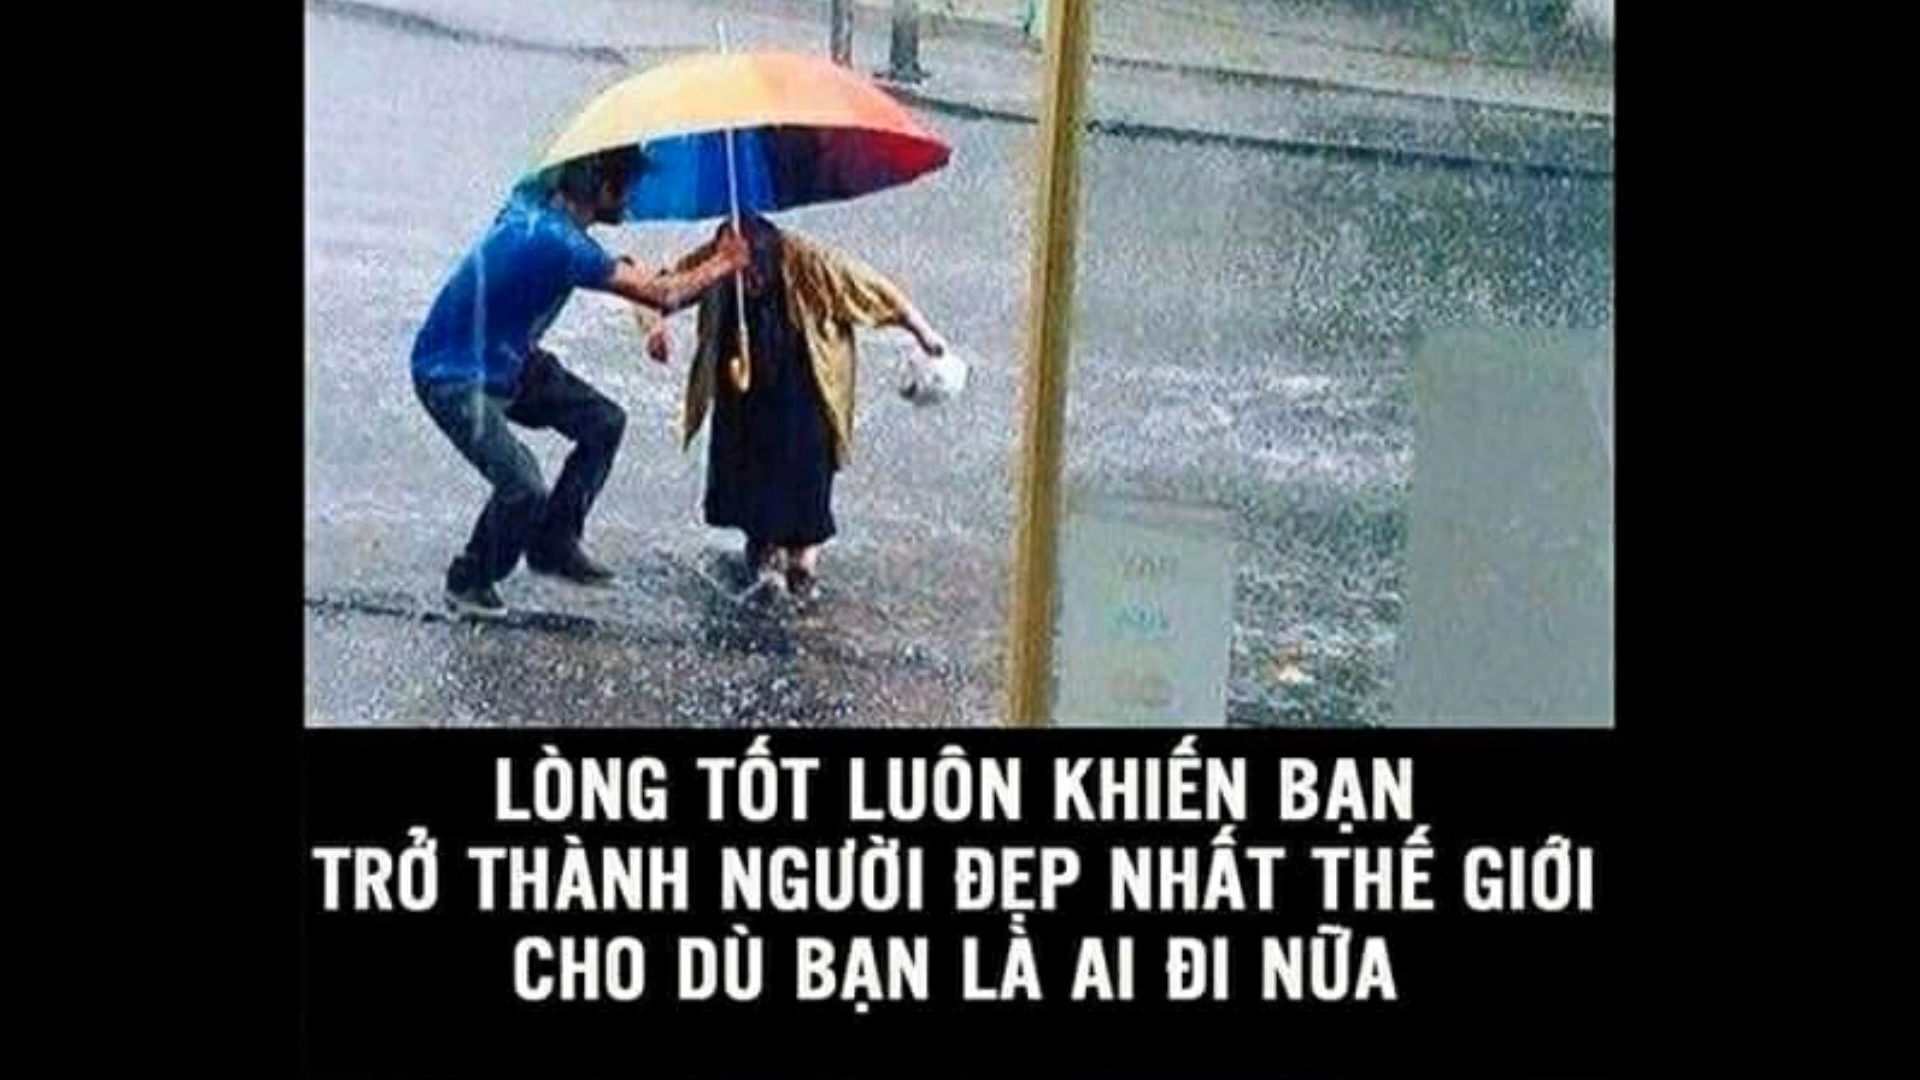 LÒNG TỐT LUÔN KHIẾN BẠN
TRỞ THÀNH NGƯỜI ĐẸP NHẤT THẾ GIỚI
CHO DÙ BẠN LÀ AI ĐI NỮA